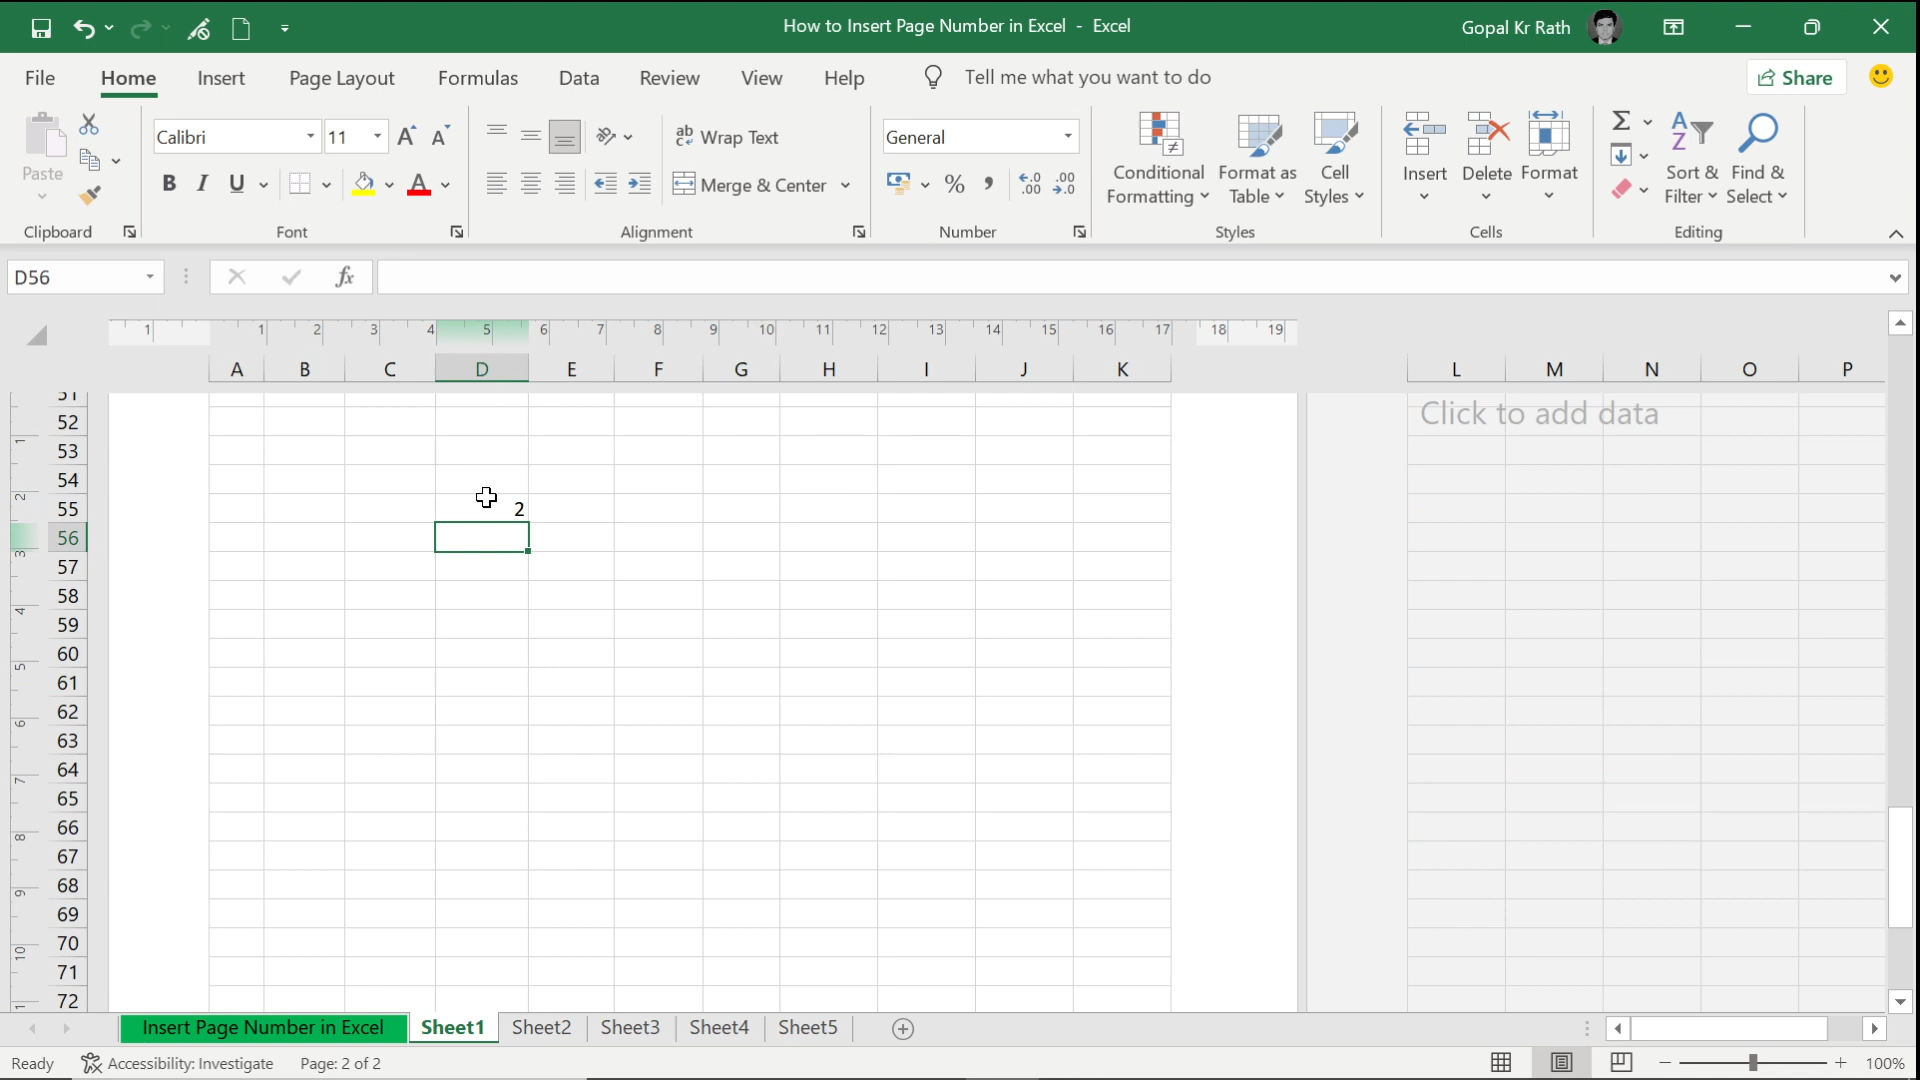 How to Insert Page Number in Excel - Excel
Gopal Kr Rath
File Home Insert Page Layout Formulas Data Review View Help Tell me what you want to do
Share
Paste
Calibri 11
B I U
Wrap Text
Merge & Center
General
% ,
Conditional Formatting
Format as Table
Cell Styles
Insert
Delete
Format
Sort & Filter
Find & Select
Clipboard Font Alignment Number Styles Cells Editing
D56
fx
1 1 2 3 4 5 6 7 8 9 10 11 12 13 14 15 16 17 18 19
A B C D E F G H I J K L M N O P
51
Click to add data
52
53
54
55 2
56
57
58
59
60
61
62
63
64
65
66
67
68
69
70
71
72
1
2
3
4
5
6
7
8
9
10
Insert Page Number in Excel Sheet1 Sheet2 Sheet3 Sheet4 Sheet5
Ready Accessibility: Investigate Page: 2 of 2
100%